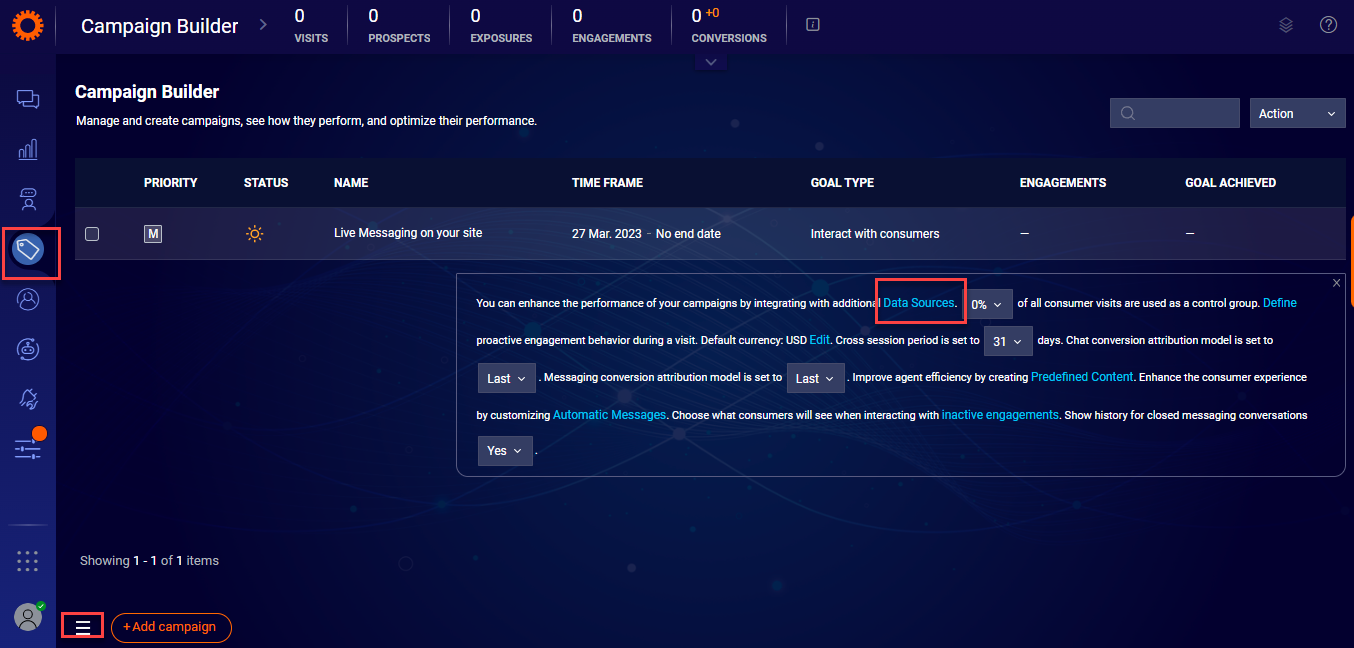 Campaign Builder
0 VISITS
0 PROSPECTS
0 EXPOSURES
0 ENGAGEMENTS
0 +0 CONVERSIONS
Campaign Builder
Manage and create campaigns, see how they perform, and optimize their performance.
Action
PRIORITY STATUS NAME TIME FRAME GOAL TYPE ENGAGEMENTS GOAL ACHIEVED
M Live Messaging on your site 27 Mar. 2023 - No end date Interact with consumers — —
You can enhance the performance of your campaigns by integrating with additional Data Sources. 0% of all consumer visits are used as a control group. Define
proactive engagement behavior during a visit. Default currency: USD Edit. Cross session period is set to 31 days. Chat conversion attribution model is set to
Last . Messaging conversion attribution model is set to Last . Improve agent efficiency by creating Predefined Content. Enhance the consumer experience
by customizing Automatic Messages. Choose what consumers will see when interacting with inactive engagements. Show history for closed messaging conversations
Yes .
Showing 1 - 1 of 1 items
+Add campaign